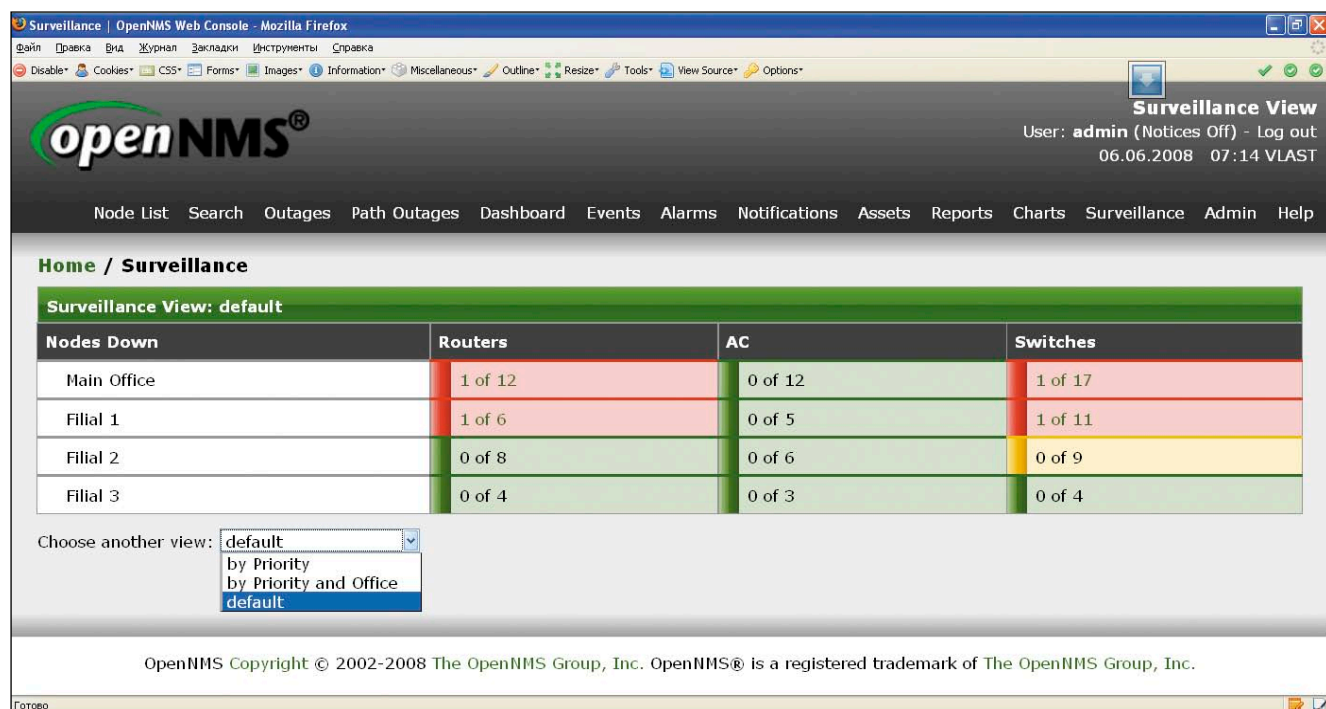 Surveillance | OpenNMS Web Console - Mozilla Firefox
Файл Правка Вид Журнал Закладки Инструменты Справка
Disable Cookies CSS Forms Images Information Miscellaneous Outline Resize Tools View Source Options
openNMS®
Surveillance View
User: admin (Notices Off) - Log out
06.06.2008 07:14 VLAST
Node List Search Outages Path Outages Dashboard Events Alarms Notifications Assets Reports Charts Surveillance Admin Help
Home / Surveillance
Surveillance View: default
Nodes Down Routers AC Switches
Main Office 1 of 12 0 of 12 1 of 17
Filial 1 1 of 6 0 of 5 1 of 11
Filial 2 0 of 8 0 of 6 0 of 9
Filial 3 0 of 4 0 of 3 0 of 4
Choose another view: default
by Priority
by Priority and Office
default
OpenNMS Copyright © 2002-2008 The OpenNMS Group, Inc. OpenNMS® is a registered trademark of The OpenNMS Group, Inc.
Готово